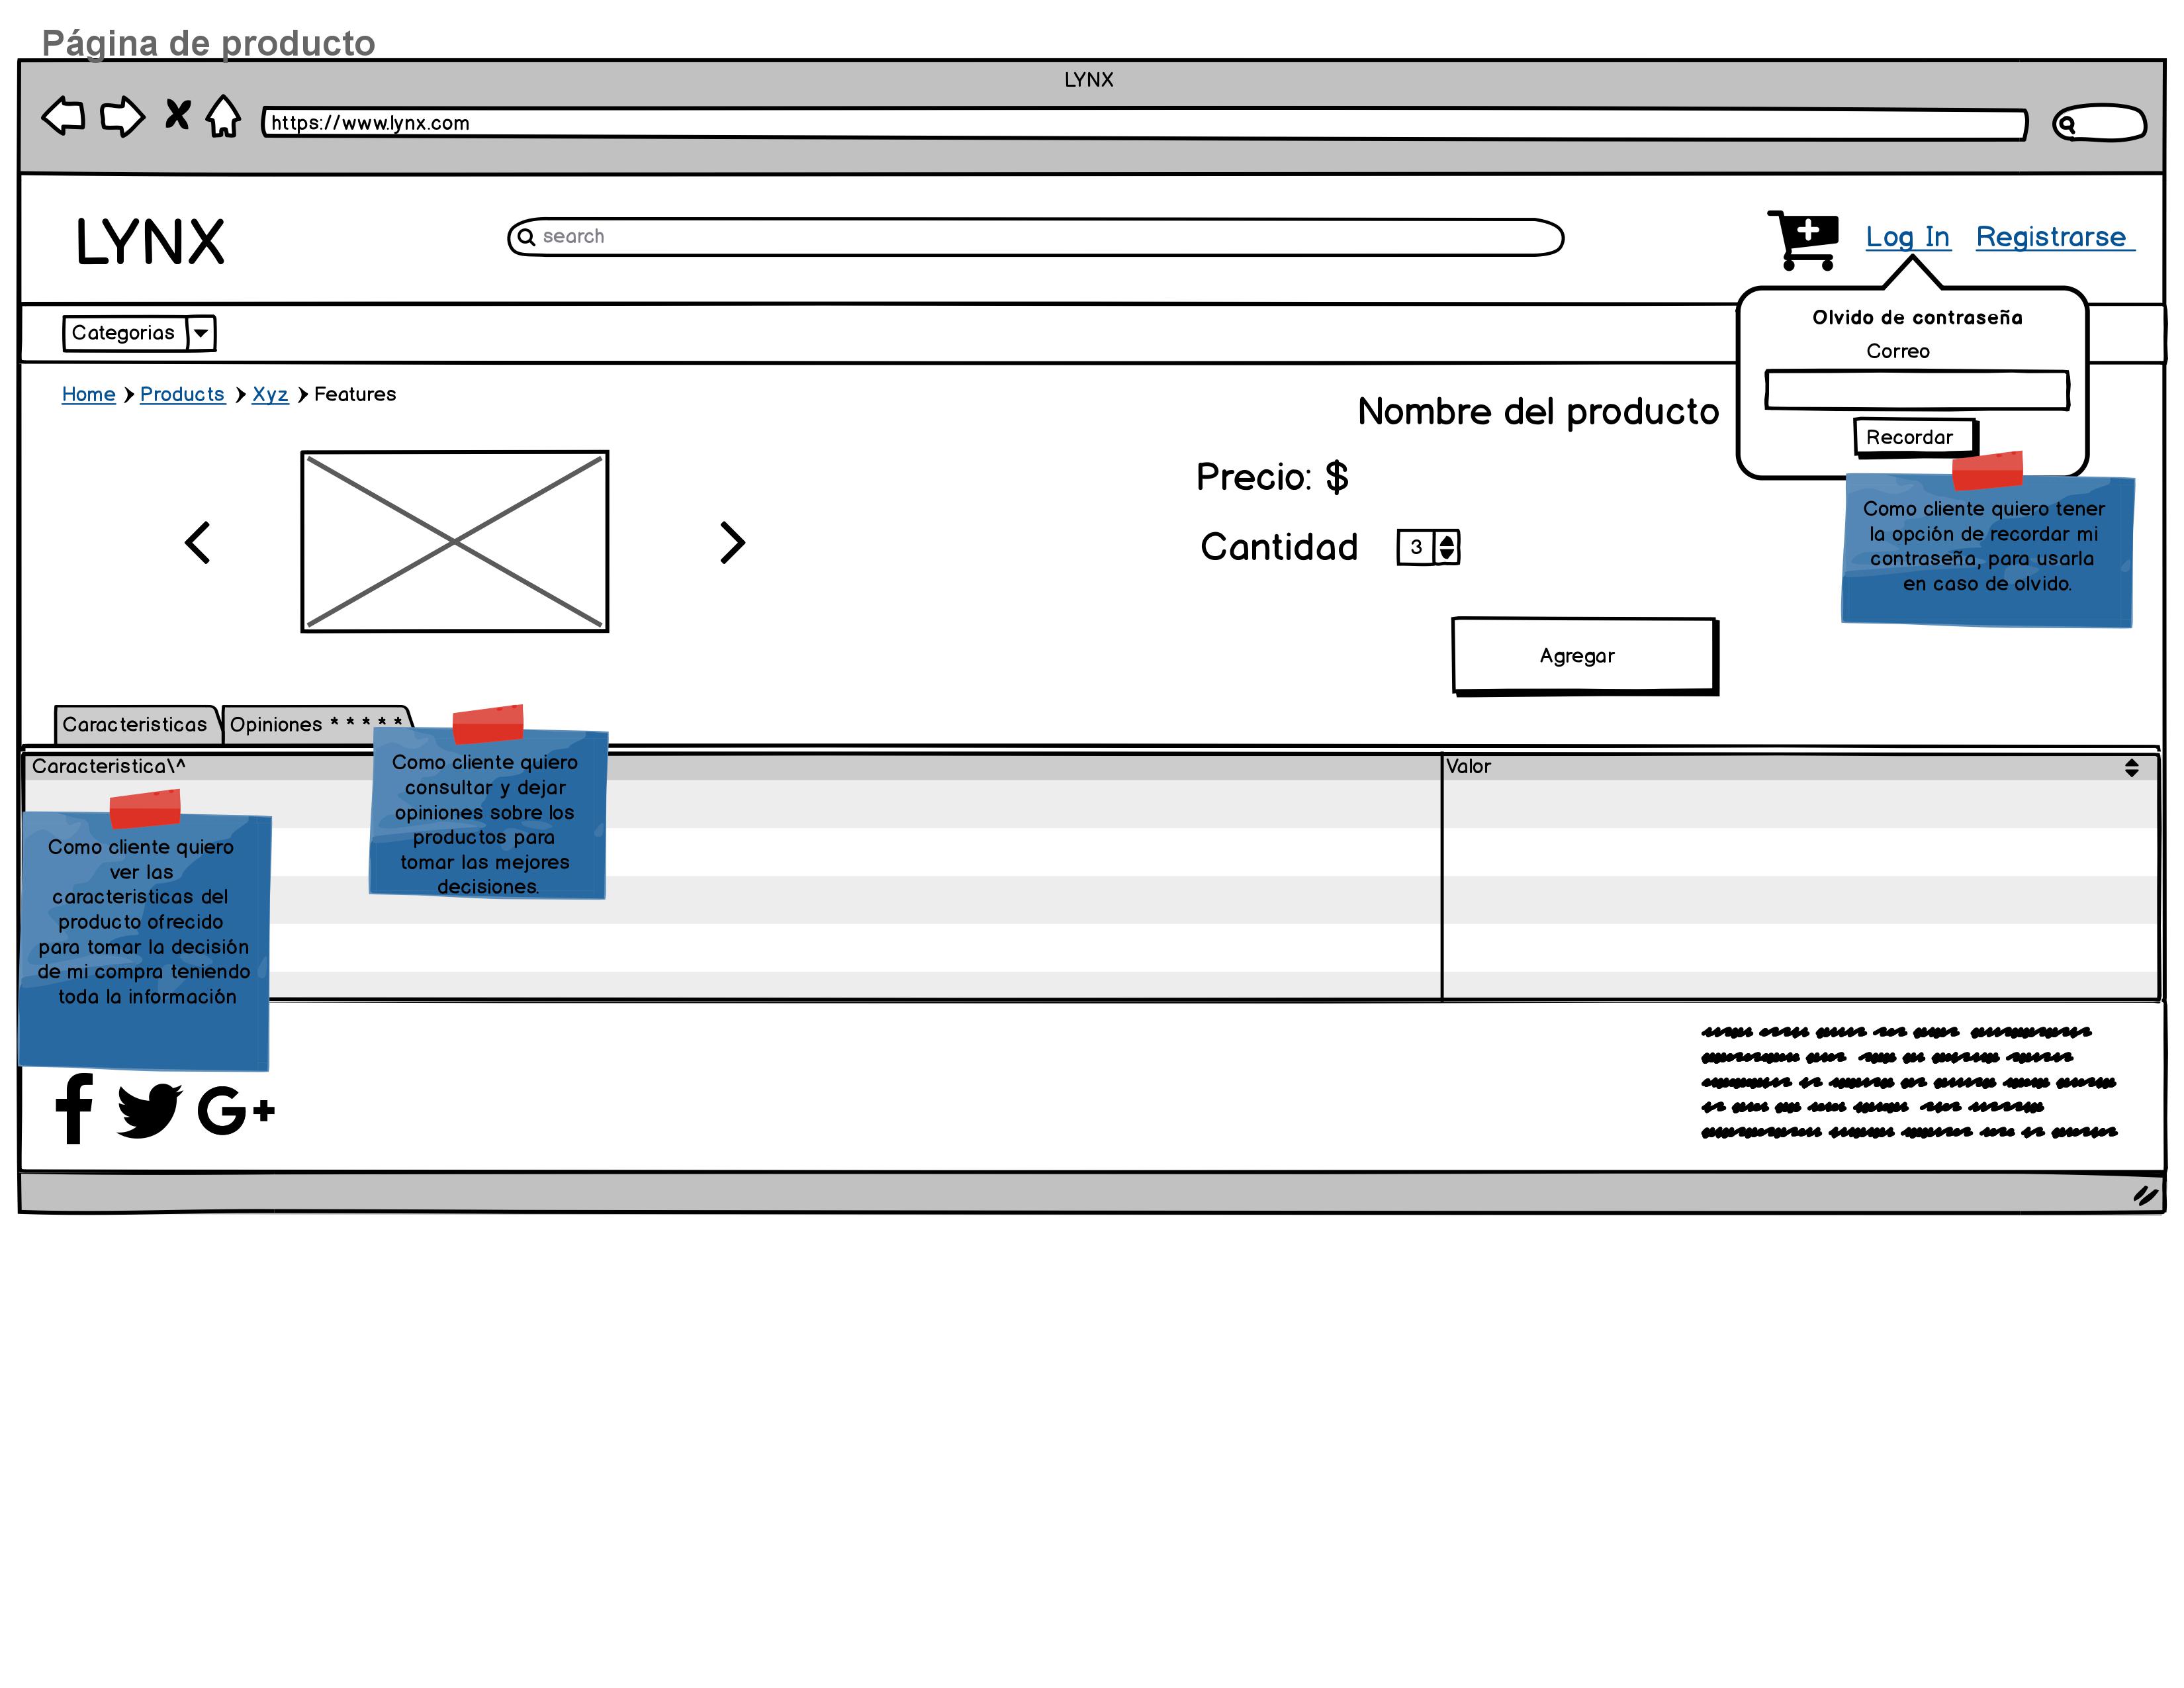 Página de producto
LYNX
https://www.lynx.com
LYNX
search
Log In
Registrarse
Categorias
Olvido de contraseña
Correo
Recordar
Home
Products
Xyz
Features
Nombre del producto
Precio: $
Cantidad
3
Agregar
Como cliente quiero tener
la opción de recordar mi
contraseña, para usarla
en caso de olvido.
Caracteristicas
Opiniones * * * * *
Caracteristica\^
Valor
Como cliente quiero
consultar y dejar
opiniones sobre los
productos para
tomar las mejores
decisiones.
Como cliente quiero
ver las
caracteristicas del
producto ofrecido
para tomar la decisión
de mi compra teniendo
toda la información